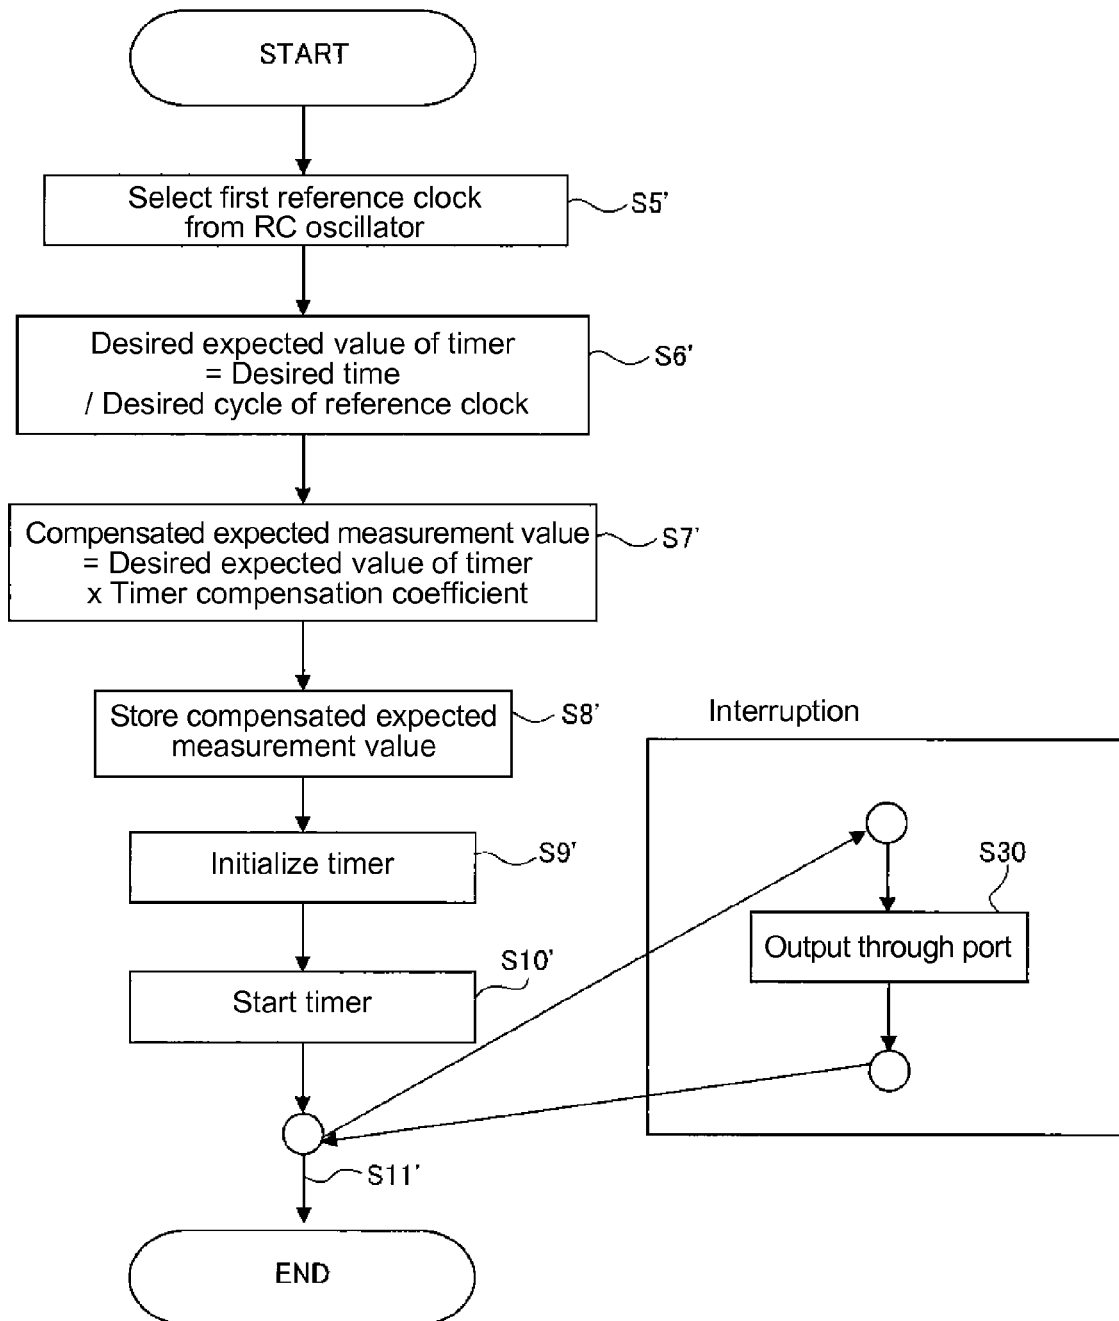 START
Select first reference clock
from RC oscillator
S5'
Desired expected value of timer
= Desired time
/ Desired cycle of reference clock
S6'
Compensated expected measurement value
= Desired expected value of timer
x Timer compensation coefficient
S7'
Store compensated expected
measurement value
S8'
Interruption
Initialize timer
S9'
S30
Output through port
Start timer
S10'
S11'
END